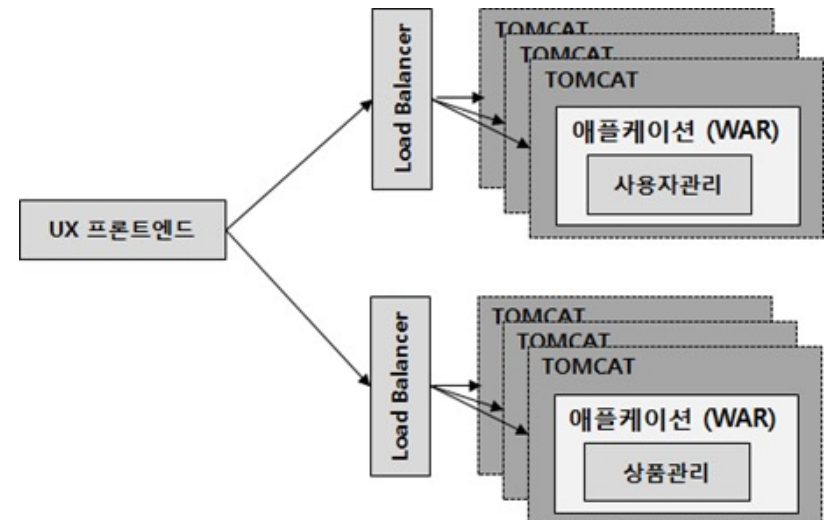 Load Balancer
TOMCAT
TOMCAT
TOMCAT
애플케이션 (WAR)
사용자관리
UX 프론트엔드
Load Balancer
TOMCAT
TOMCAT
TOMCAT
애플케이션 (WAR)
상품관리